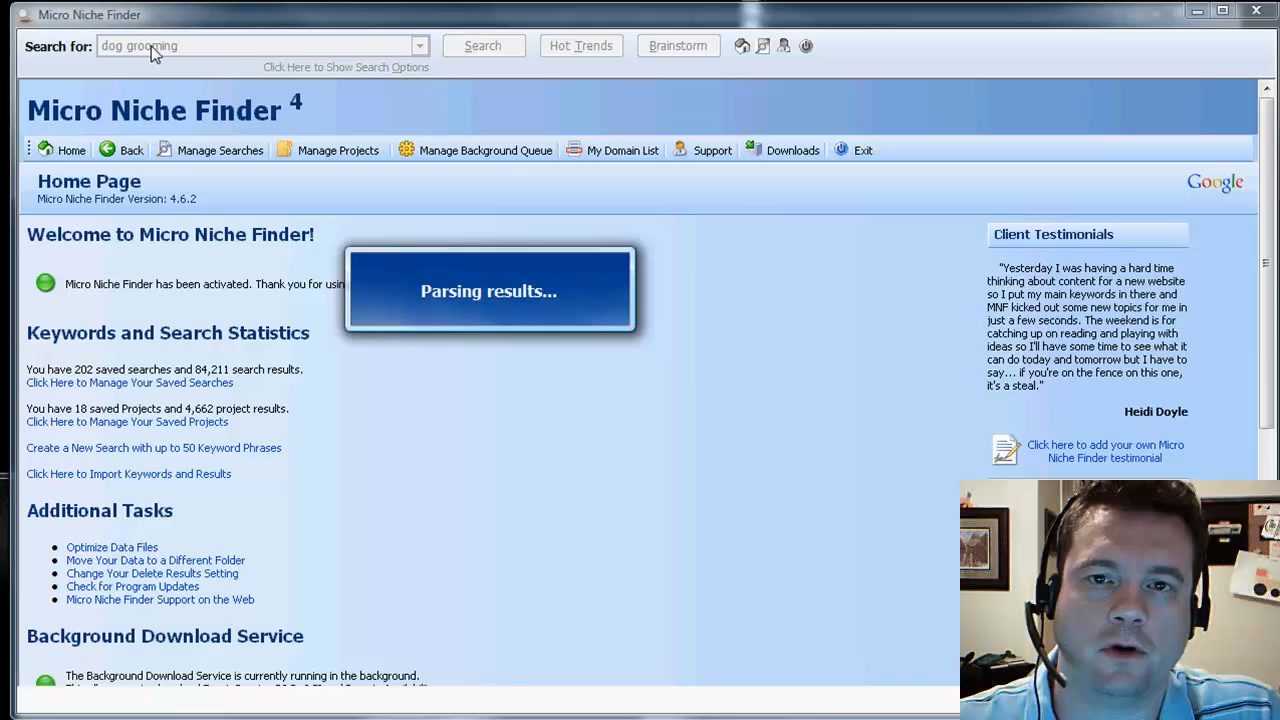 Micro Niche Finder
Search for: dog grooming Search Hot Trends Brainstorm
Click Here to Show Search Options
Micro Niche Finder 4
Home Back Manage Searches Manage Projects Manage Background Queue My Domain List Support Downloads Exit
Home Page
Micro Niche Finder Version: 4.6.2
Google
Welcome to Micro Niche Finder!
Micro Niche Finder has been activated. Thank you for usin
Parsing results...
Keywords and Search Statistics
You have 202 saved searches and 84,211 search results.
Click Here to Manage Your Saved Searches
You have 18 saved Projects and 4,662 project results.
Click Here to Manage Your Saved Projects
Create a New Search with up to 50 Keyword Phrases
Click Here to Import Keywords and Results
Additional Tasks
Optimize Data Files
Move Your Data to a Different Folder
Change Your Delete Results Setting
Check for Program Updates
Micro Niche Finder Support on the Web
Background Download Service
The Background Download Service is currently running in the background.
Client Testimonials
"Yesterday I was having a hard time
thinking about content for a new website
so I put my main keywords in there and
MNF kicked out some new topics for me in
just a few seconds. The weekend is for
catching up on reading and playing with
ideas so I'll have some time to see what it
can do today and tomorrow but I have to
say... if you're on the fence on this one,
it's a steal."
Heidi Doyle
Click here to add your own Micro
Niche Finder testimonial